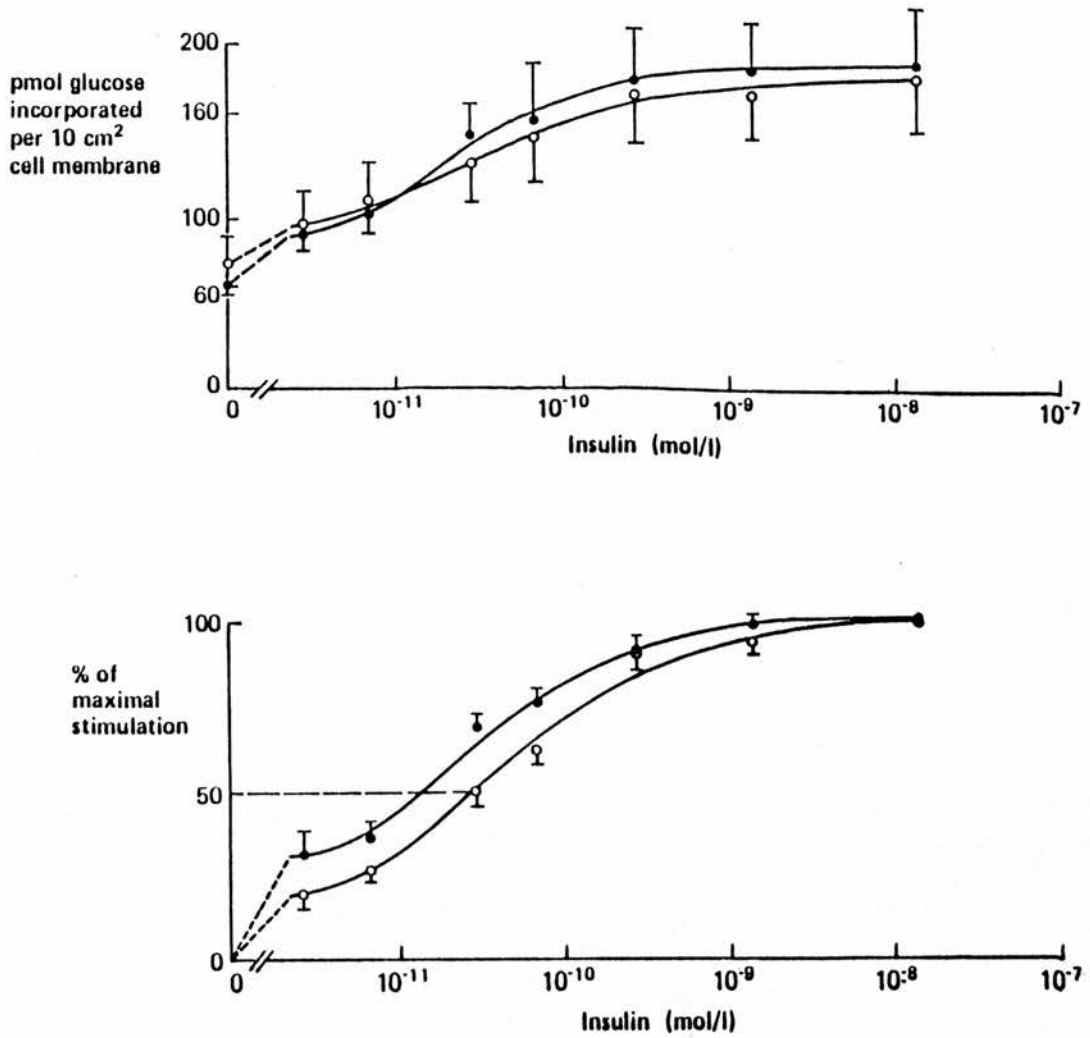 200
pmol glucose
incorporated
per 10 cm²
cell membrane
160
100
60
0
0 10⁻¹¹ 10⁻¹⁰ 10⁻⁹ 10⁻⁸ 10⁻⁷
Insulin (mol/l)
100
% of
maximal
stimulation
50
0
0 10⁻¹¹ 10⁻¹⁰ 10⁻⁹ 10⁻⁸ 10⁻⁷
Insulin (mol/l)